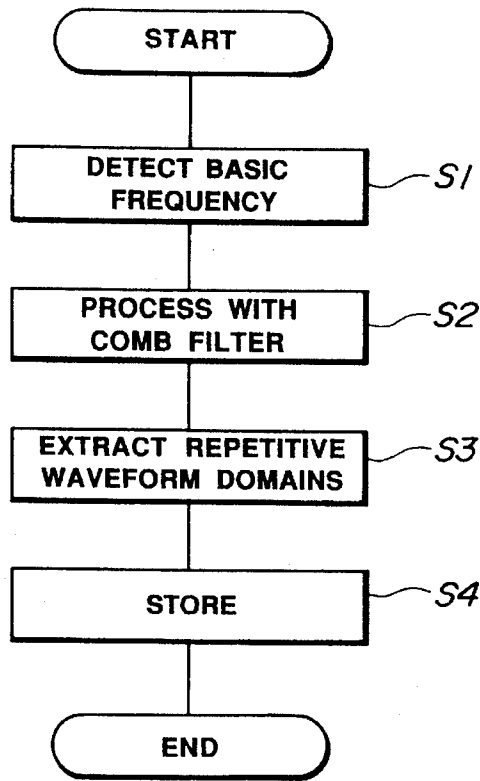 START
DETECT BASIC
FREQUENCY
S1
PROCESS WITH
COMB FILTER
S2
EXTRACT REPETITIVE
WAVEFORM DOMAINS
S3
STORE
S4
END